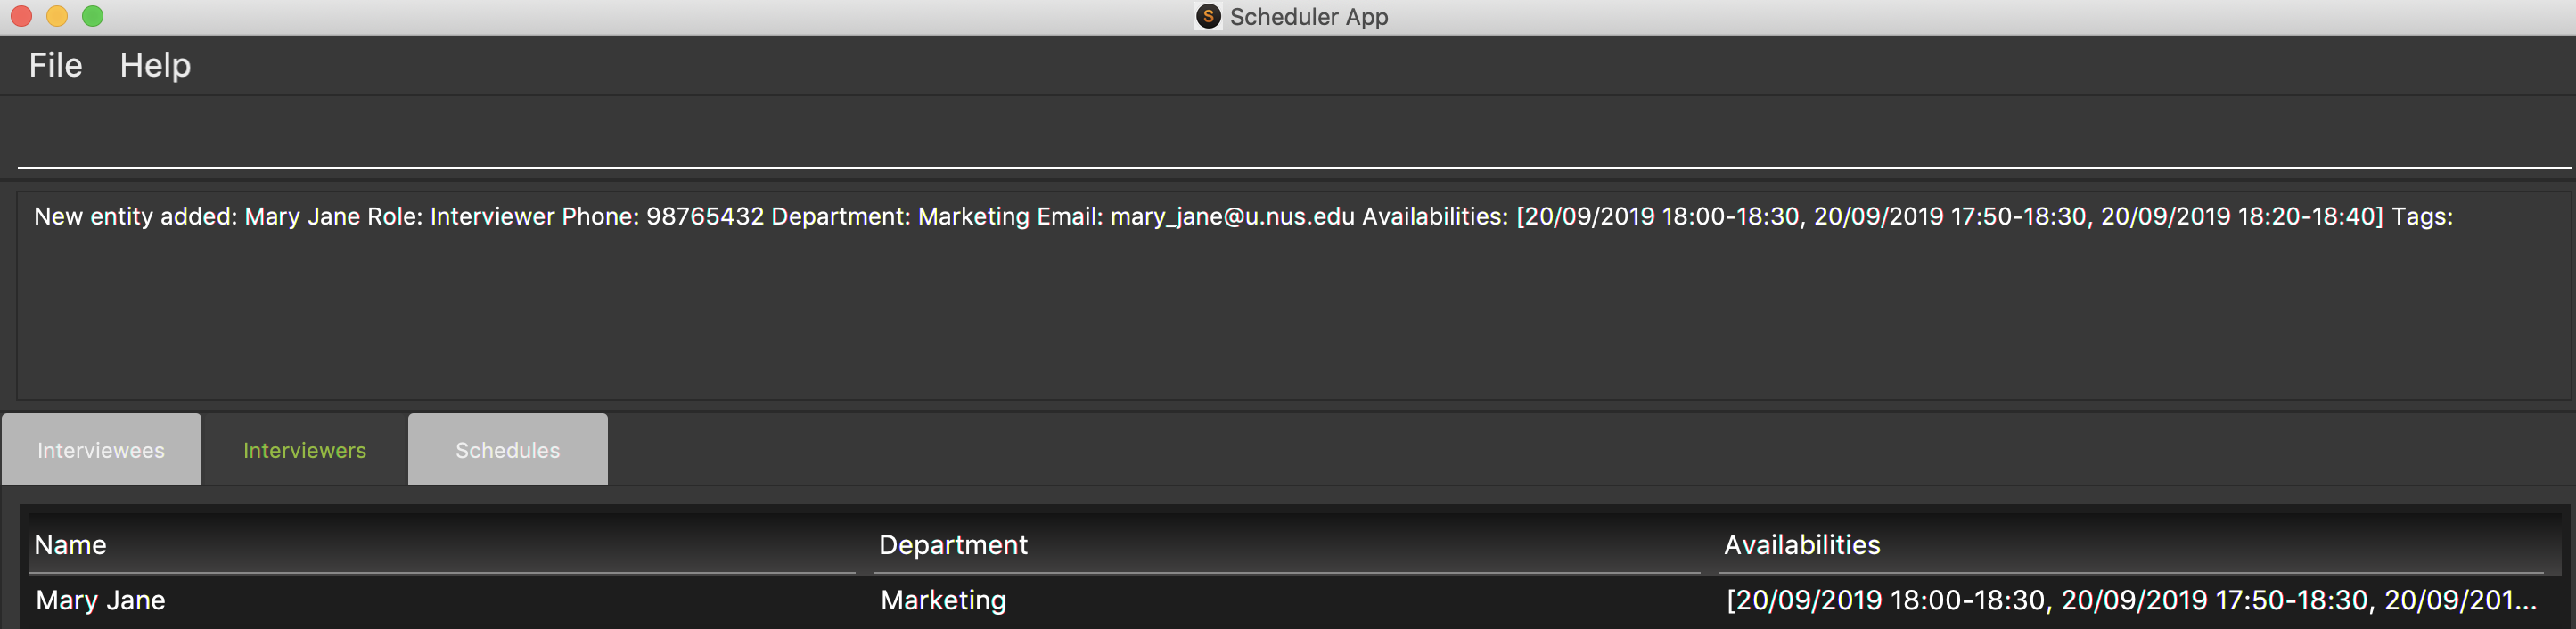 S Scheduler App
File Help
New entity added: Mary Jane Role: Interviewer Phone: 98765432 Department: Marketing Email: mary_jane@u.nus.edu Availabilities: [20/09/2019 18:00-18:30, 20/09/2019 17:50-18:30, 20/09/2019 18:20-18:40] Tags:
Interviewees Interviewers Schedules
Name Department Availabilities
Mary Jane Marketing [20/09/2019 18:00-18:30, 20/09/2019 17:50-18:30, 20/09/201...